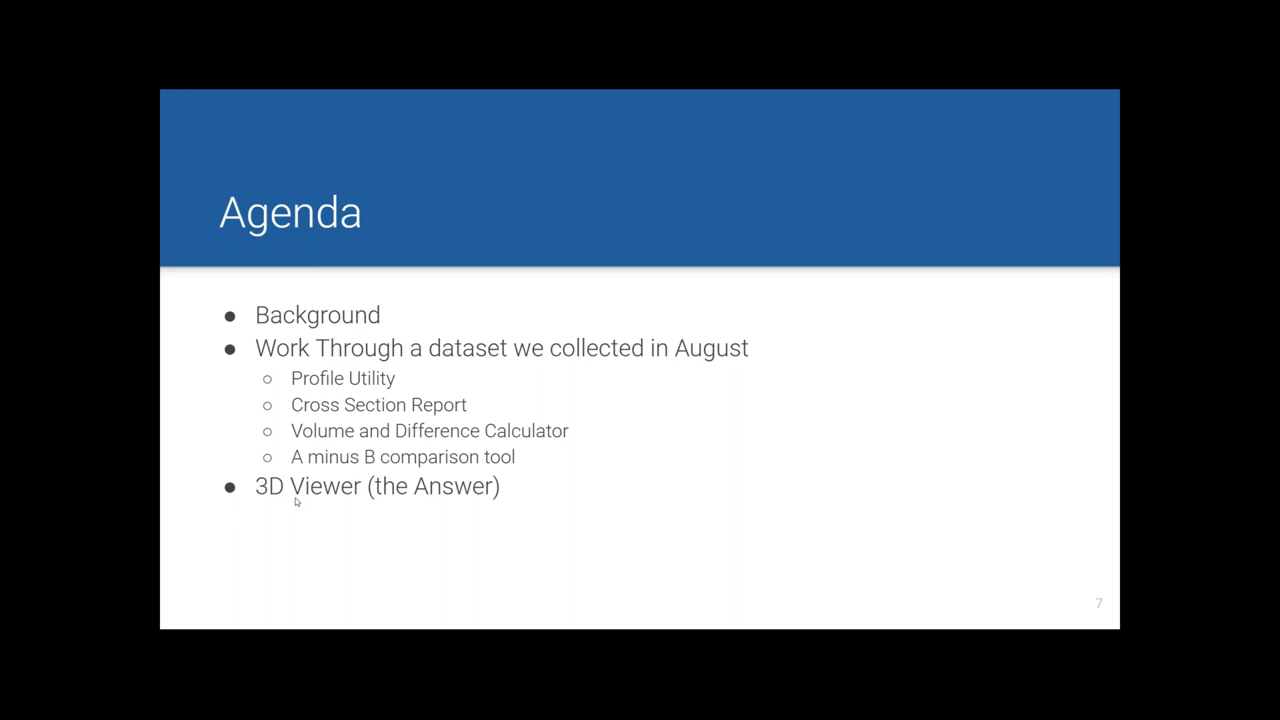 Agenda
● Background
● Work Through a dataset we collected in August
○ Profile Utility
○ Cross Section Report
○ Volume and Difference Calculator
○ A minus B comparison tool
● 3D Viewer (the Answer)
7